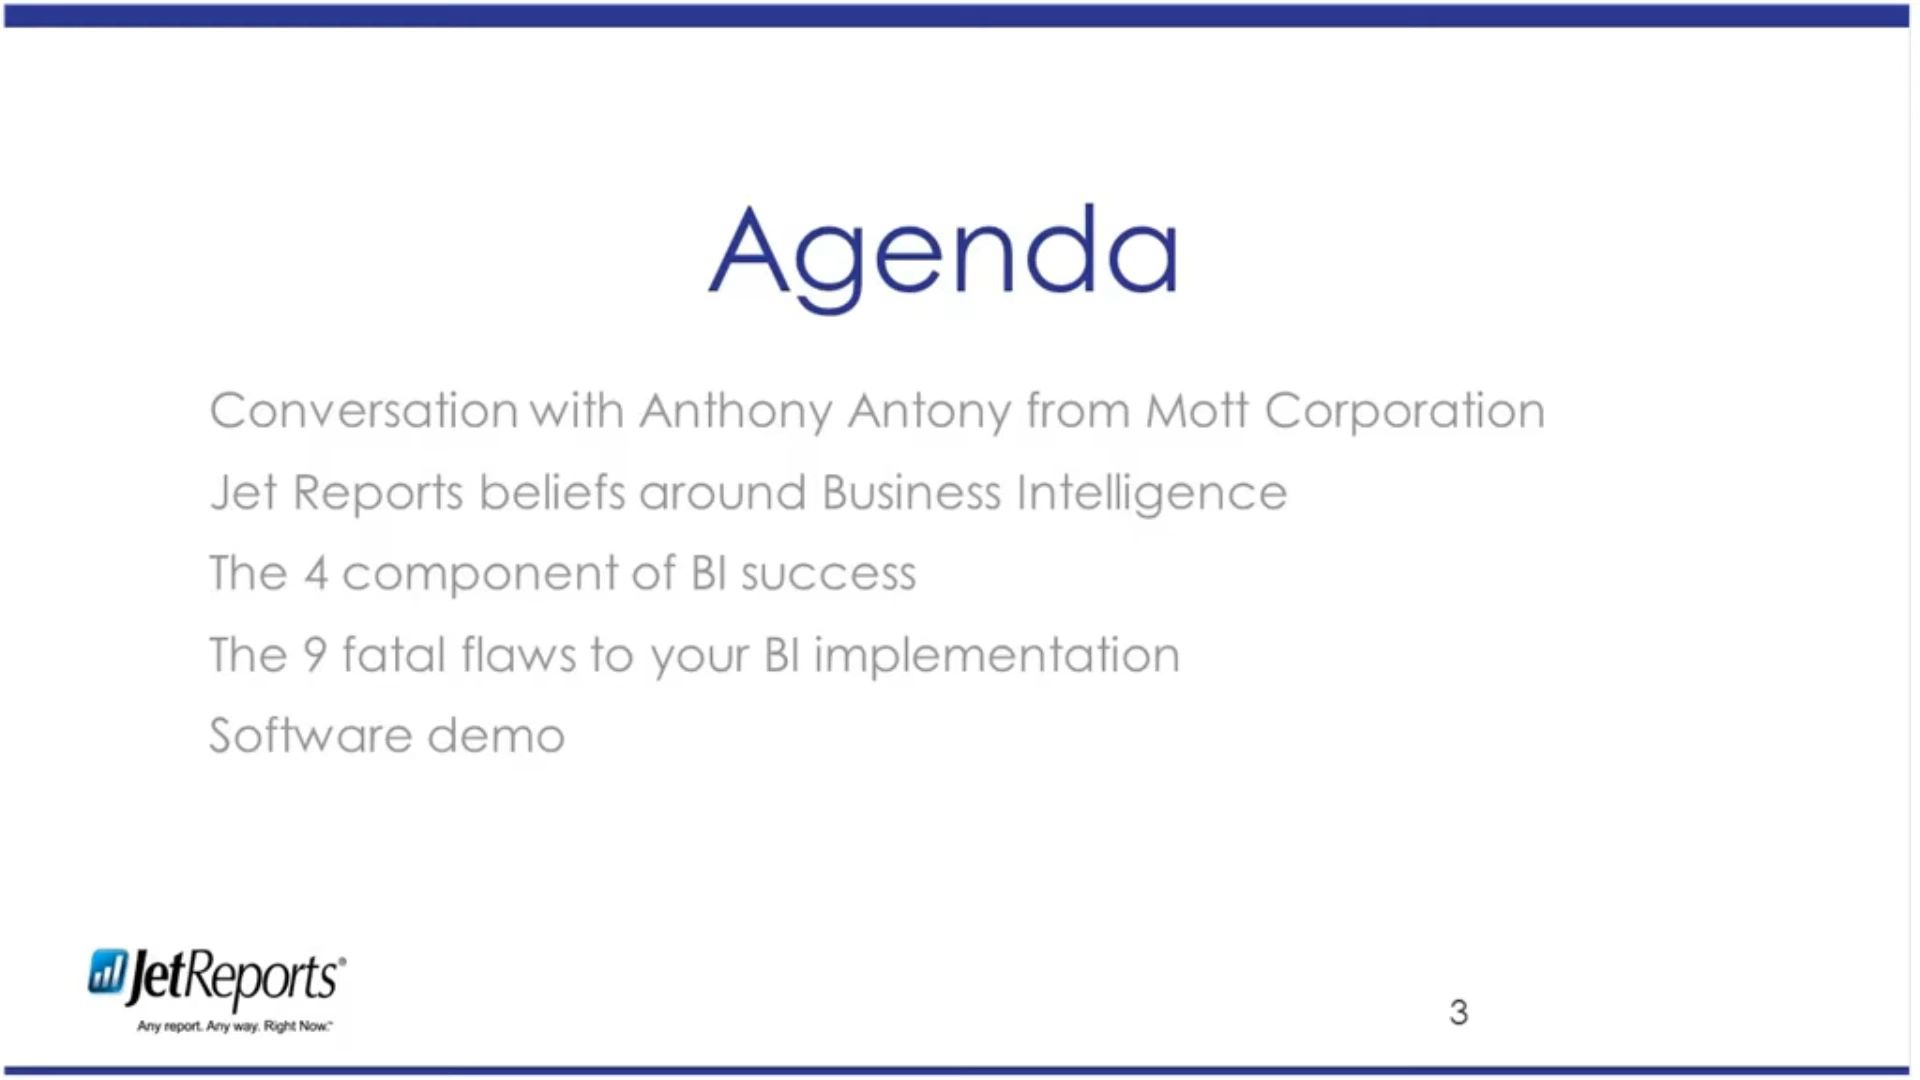 Agenda
Conversation with Anthony Antony from Mott Corporation
Jet Reports beliefs around Business Intelligence
The 4 component of BI success
The 9 fatal flaws to your BI implementation
Software demo
JetReports®
Any report. Any way. Right Now.™
3